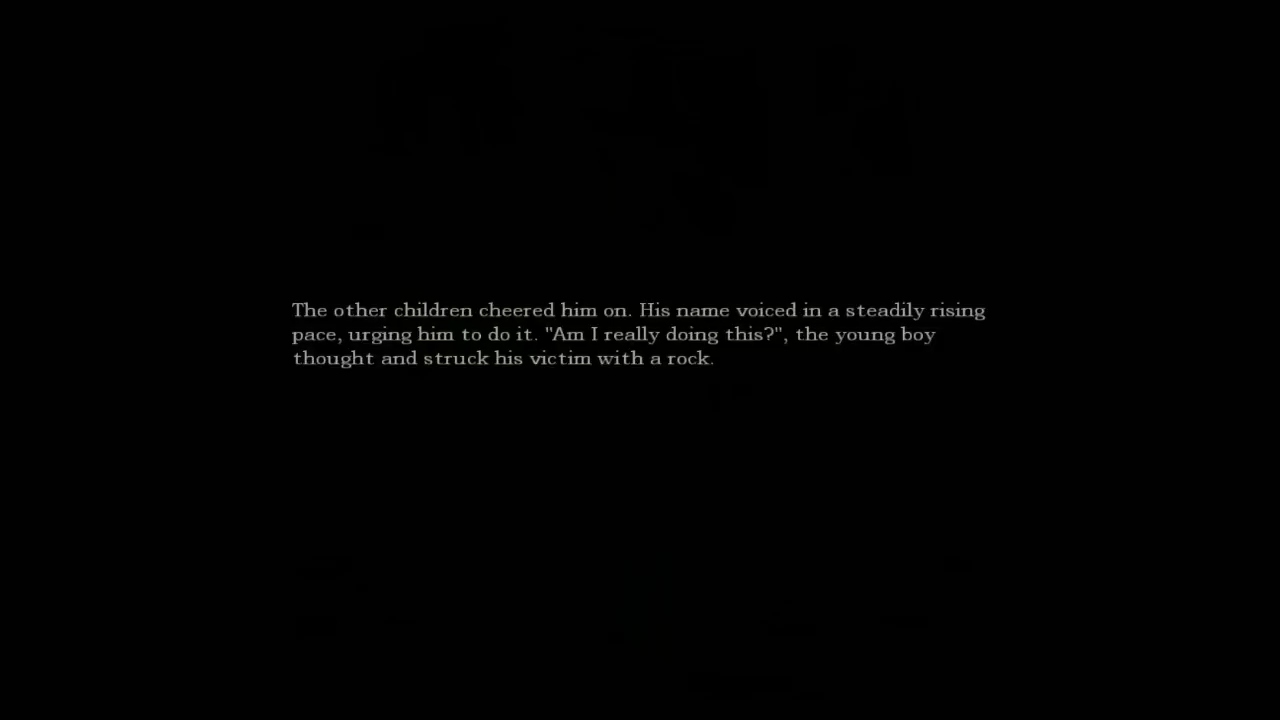 The other children cheered him on. His name voiced in a steadily rising
pace, urging him to do it. "Am I really doing this?", the young boy
thought and struck his victim with a rock.